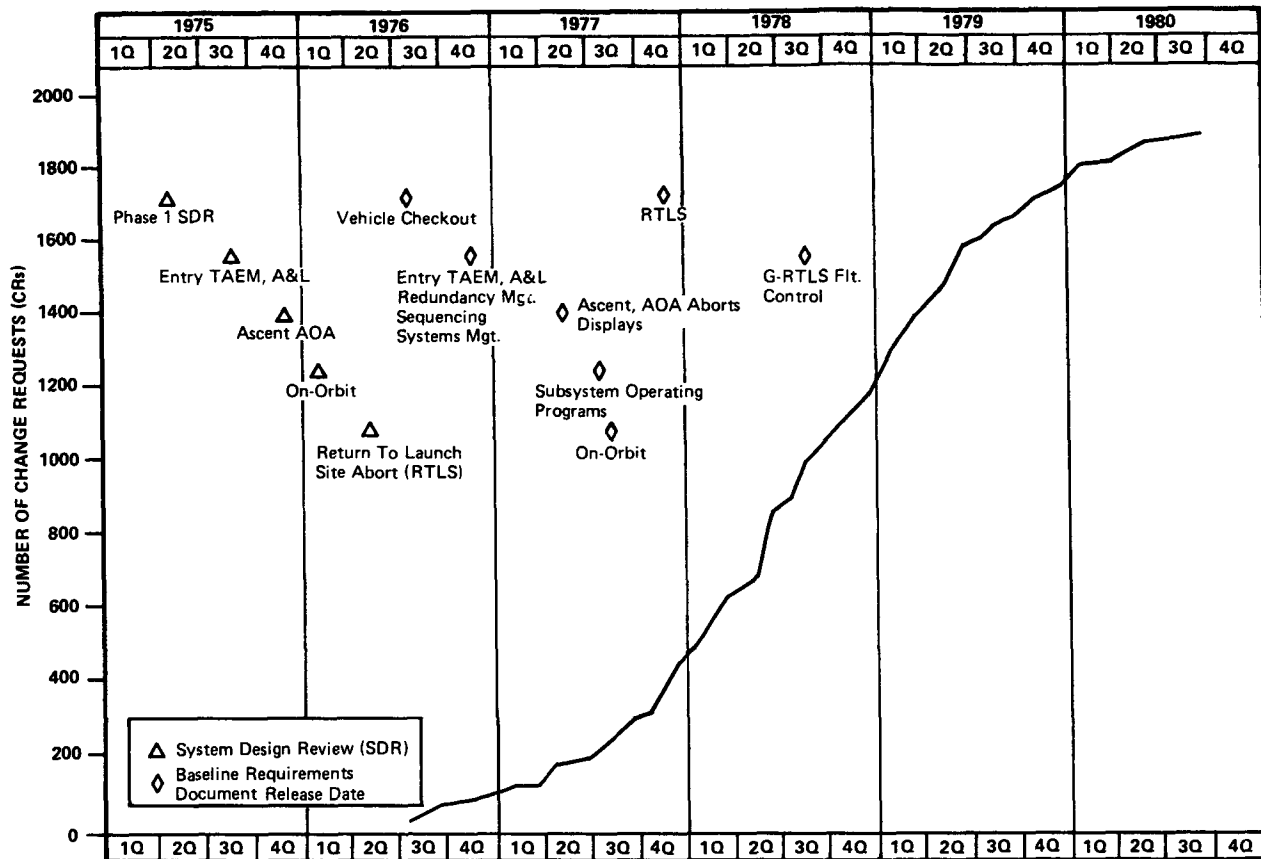 1975 1976 1977 1978 1979 1980
1Q 2Q 3Q 4Q 1Q 2Q 3Q 4Q 1Q 2Q 3Q 4Q 1Q 2Q 3Q 4Q 1Q 2Q 3Q 4Q 1Q 2Q 3Q 4Q
NUMBER OF CHANGE REQUESTS (CRs)
2000
1800
1600
1400
1200
1000
800
600
400
200
0
Phase 1 SDR
Entry TAEM, A&L
Ascent AOA
On-Orbit
Return To Launch
Site Abort (RTLS)
Vehicle Checkout
Entry TAEM, A&L
Redundancy Mgt.
Sequencing
Systems Mgt.
Ascent, AOA Aborts
Displays
Subsystem Operating
Programs
On-Orbit
RTLS
G-RTLS Flt.
Control
System Design Review (SDR)
Baseline Requirements
Document Release Date
1Q 2Q 3Q 4Q 1Q 2Q 3Q 4Q 1Q 2Q 3Q 4Q 1Q 2Q 3Q 4Q 1Q 2Q 3Q 4Q 1Q 2Q 3Q 4Q